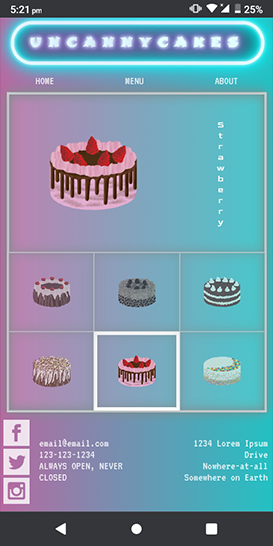 5:21 pm 25%
UNCANNYCAKES
HOME MENU ABOUT
Strawberry
email@email.com
123-123-1234
ALWAYS OPEN, NEVER
CLOSED
1234 Lorem Ipsum
Drive
Nowhere-at-all
Somewhere on Earth